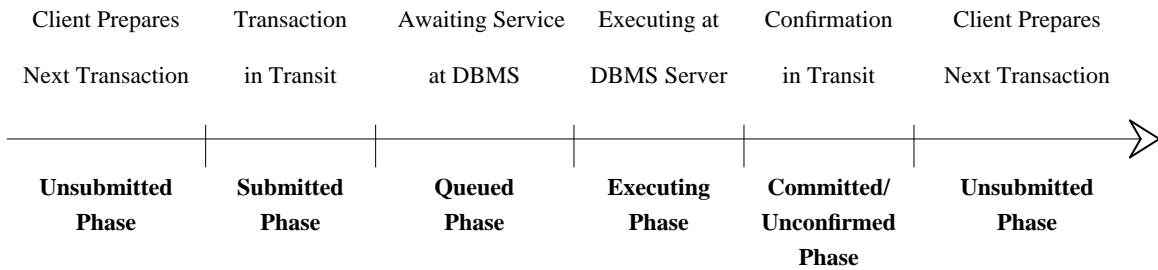 Client Prepares Transaction Awaiting Service Executing at Confirmation Client Prepares
Next Transaction in Transit at DBMS DBMS Server in Transit Next Transaction
Unsubmitted Submitted Queued Executing Committed/ Unsubmitted
Phase Phase Phase Phase Unconfirmed Phase
Phase